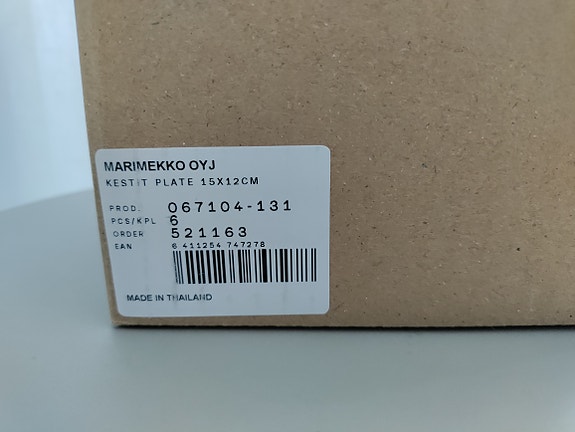 MARIMEKKO OYJ
KESTIT PLATE 15X12CM
PROD. 067104-131
PCS/KPL 6
ORDER 521163
EAN 6 411254 747278
MADE IN THAILAND